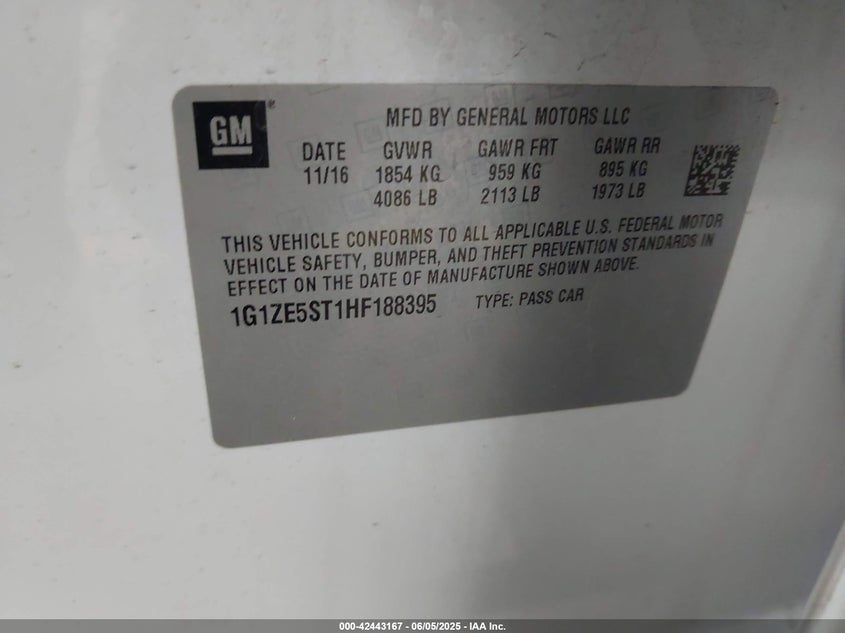 GM ®
MFD BY GENERAL MOTORS LLC
DATE GVWR GAWR FRT GAWR RR
11/16 1854 KG 959 KG 895 KG
4086 LB 2113 LB 1973 LB
THIS VEHICLE CONFORMS TO ALL APPLICABLE U.S. FEDERAL MOTOR
VEHICLE SAFETY, BUMPER, AND THEFT PREVENTION STANDARDS IN
EFFECT ON THE DATE OF MANUFACTURE SHOWN ABOVE.
1G1ZE5ST1HF188395 TYPE: PASS CAR
000-42443167 - 06/05/2025 - IAA Inc.